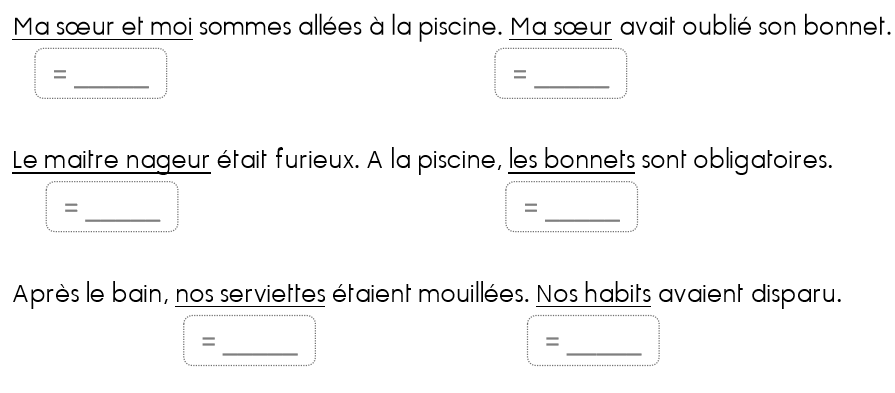 Ma sœur et moi sommes allées à la piscine. Ma sœur avait oublié son bonnet.
= ______ = ______
Le maitre nageur était furieux. A la piscine, les bonnets sont obligatoires.
= ______ = ______
Après le bain, nos serviettes étaient mouillées. Nos habits avaient disparu.
= ______ = ______